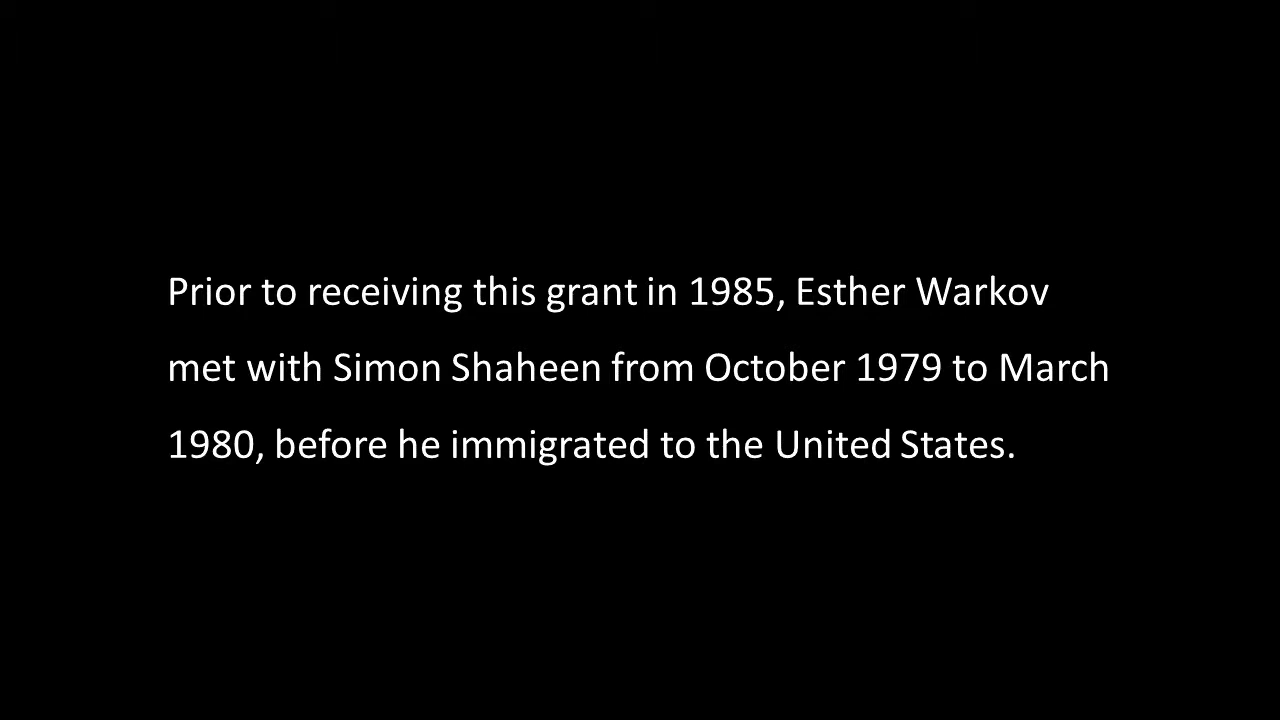 Prior to receiving this grant in 1985, Esther Warkov
met with Simon Shaheen from October 1979 to March
1980, before he immigrated to the United States.